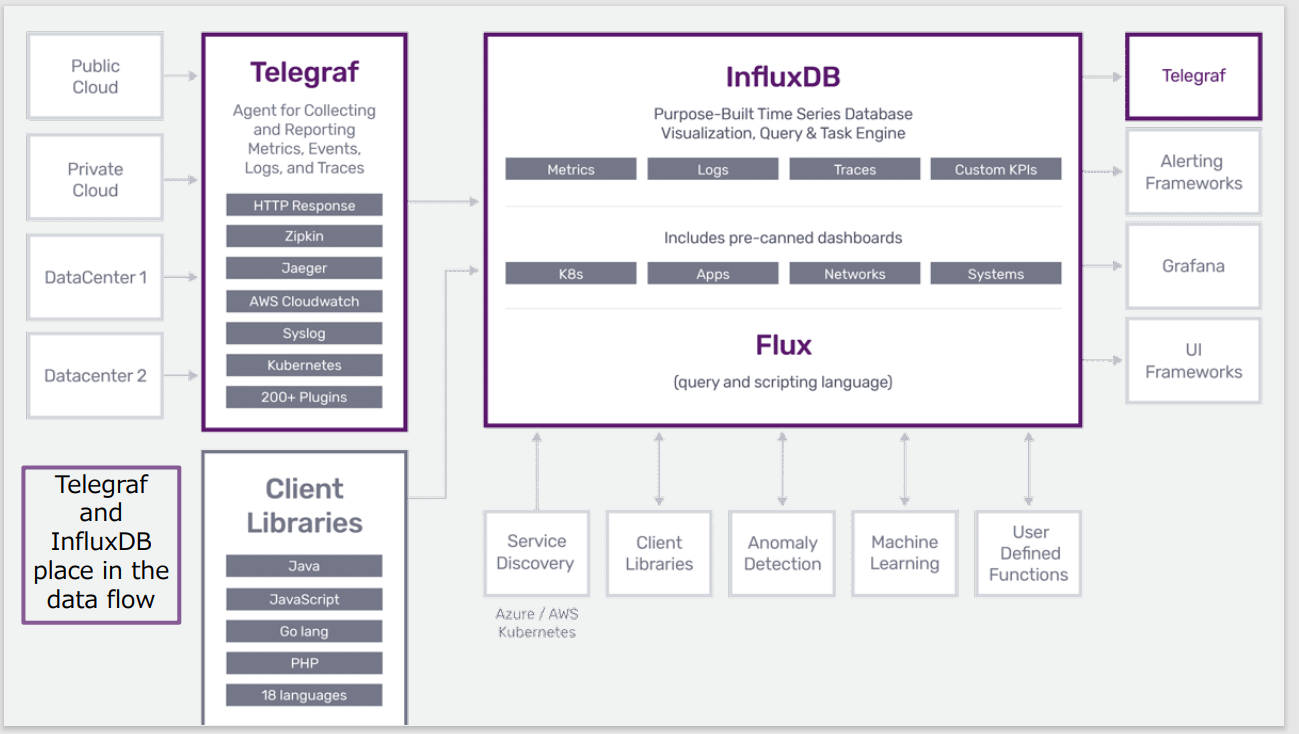 Public
Cloud
Private
Cloud
DataCenter 1
Datacenter 2
Telegraf
and
InfluxDB
place in the
data flow
Telegraf
Agent for Collecting
and Reporting
Metrics, Events,
Logs, and Traces
HTTP Response
Zipkin
Jaeger
AWS Cloudwatch
Syslog
Kubernetes
200+ Plugins
Client
Libraries
Java
JavaScript
Go lang
PHP
18 languages
InfluxDB
Purpose-Built Time Series Database
Visualization, Query & Task Engine
Metrics
Logs
Traces
Custom KPIs
Includes pre-canned dashboards
K8s
Apps
Networks
Systems
Flux
(query and scripting language)
Service
Discovery
Azure / AWS
Kubernetes
Client
Libraries
Anomaly
Detection
Machine
Learning
User
Defined
Functions
Telegraf
Alerting
Frameworks
Grafana
UI
Frameworks